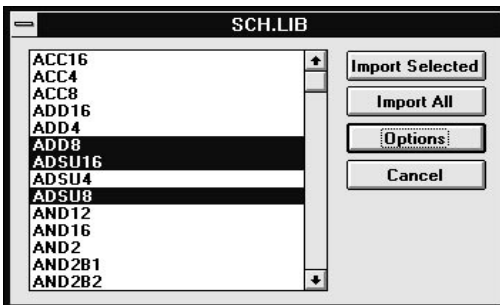 SCH.LIB
ACC16
ACC4
ACC8
ADD16
ADD4
ADD8
ADSU16
ADSU4
ADSU8
AND12
AND16
AND2
AND2B1
AND2B2
Import Selected
Import All
Options
Cancel